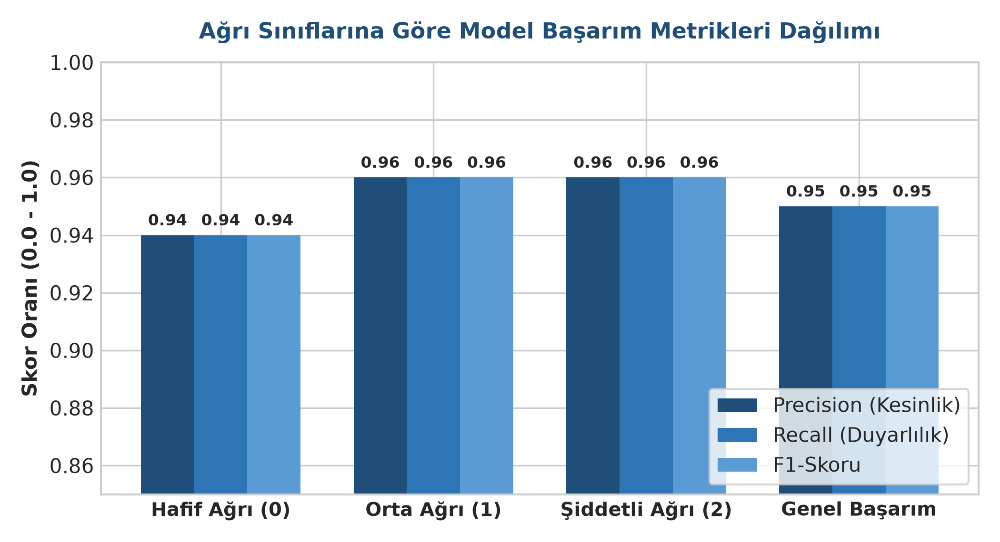 Ağrı Sınıflarına Göre Model Başarım Metrikleri Dağılımı
Skor Oranı (0.0 - 1.0)
1.00
0.98
0.96
0.94
0.92
0.90
0.88
0.86
0.94 0.94 0.94
0.96 0.96 0.96
0.96 0.96 0.96
0.95 0.95 0.95
Precision (Kesinlik)
Recall (Duyarlılık)
F1-Skoru
Hafif Ağrı (0)
Orta Ağrı (1)
Şiddetli Ağrı (2)
Genel Başarım